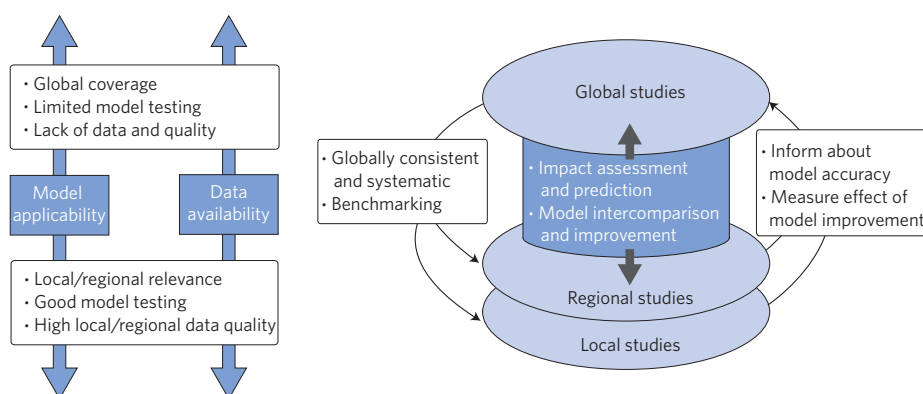 · Global coverage
· Limited model testing
· Lack of data and quality
Model
applicability
Data
availability
· Local/regional relevance
· Good model testing
· High local/regional data quality
Global studies
· Globally consistent
and systematic
· Benchmarking
· Impact assessment
and prediction
· Model intercomparison
and improvement
· Inform about
model accuracy
· Measure effect of
model improvement
Regional studies
Local studies